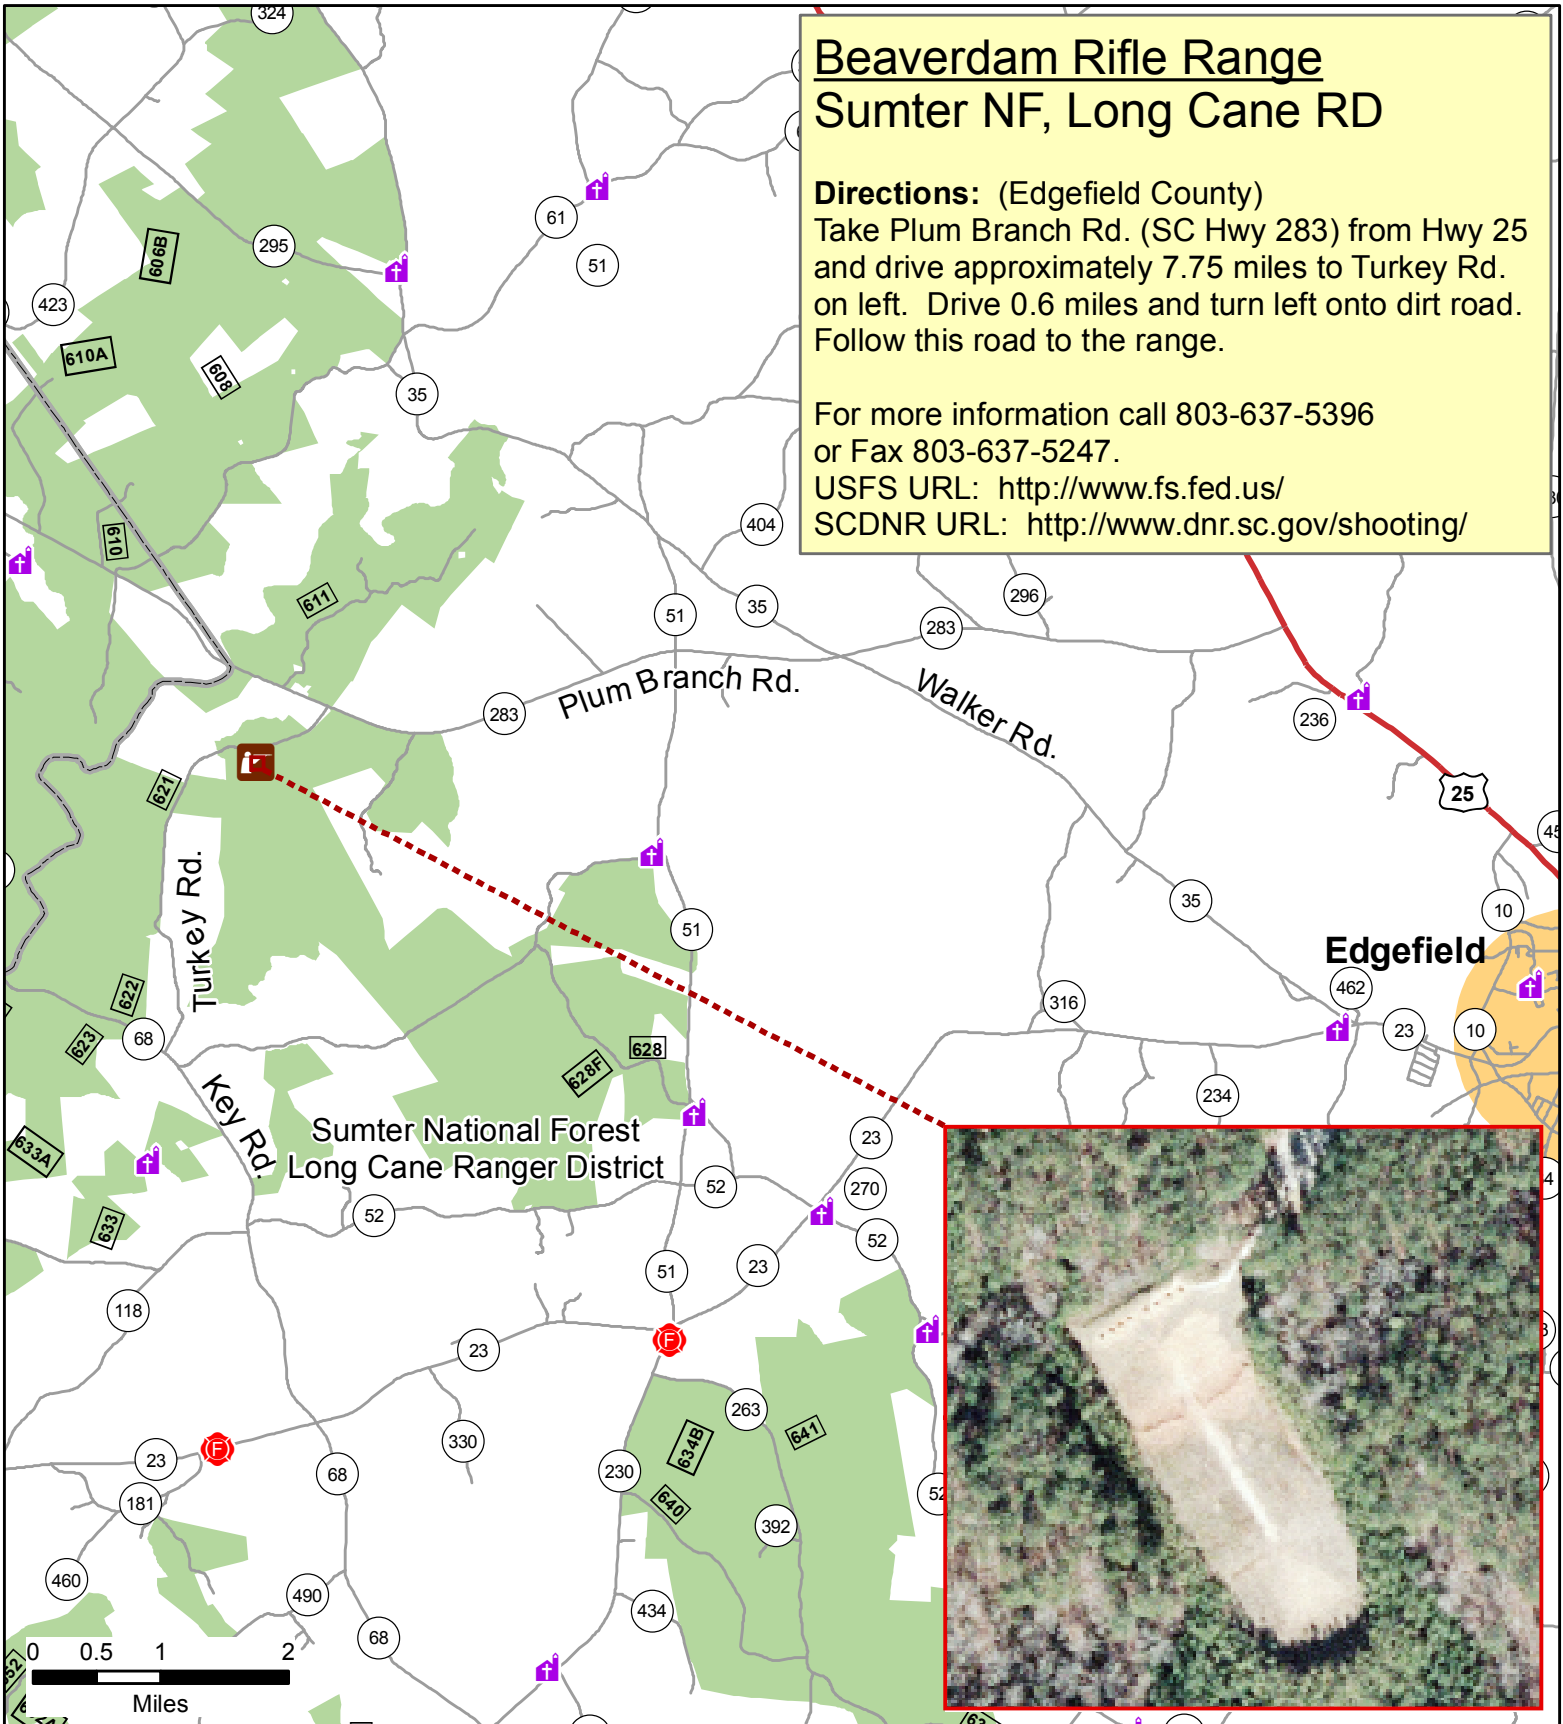 Beaverdam Rifle Range
Sumter NF, Long Cane RD
Directions:  (Edgefield County)
Take Plum Branch Rd. (SC Hwy 283) from Hwy 25
and drive approximately 7.75 miles to Turkey Rd.
on left.  Drive 0.6 miles and turn left onto dirt road.
Follow this road to the range.
For more information call 803-637-5396
or Fax 803-637-5247.
USFS URL:  http://www.fs.fed.us/
SCDNR URL:  http://www.dnr.sc.gov/shooting/
324
61
606B
295
51
423
610A
608
35
404
610
296
611
51
35
283
Plum Branch Rd.
283
Walker Rd.
236
621
25
45
Turkey Rd.
35
10
51
Edgefield
622
462
316
68
623
23
10
628
628F
234
Key Rd.
Sumter National Forest
Long Cane Ranger District
23
633A
52
270
52
633
52
51
23
118
23
263
641
634B
330
23
230
68
52
181
640
392
460
490
434
68
0 0.5 1 2
Miles